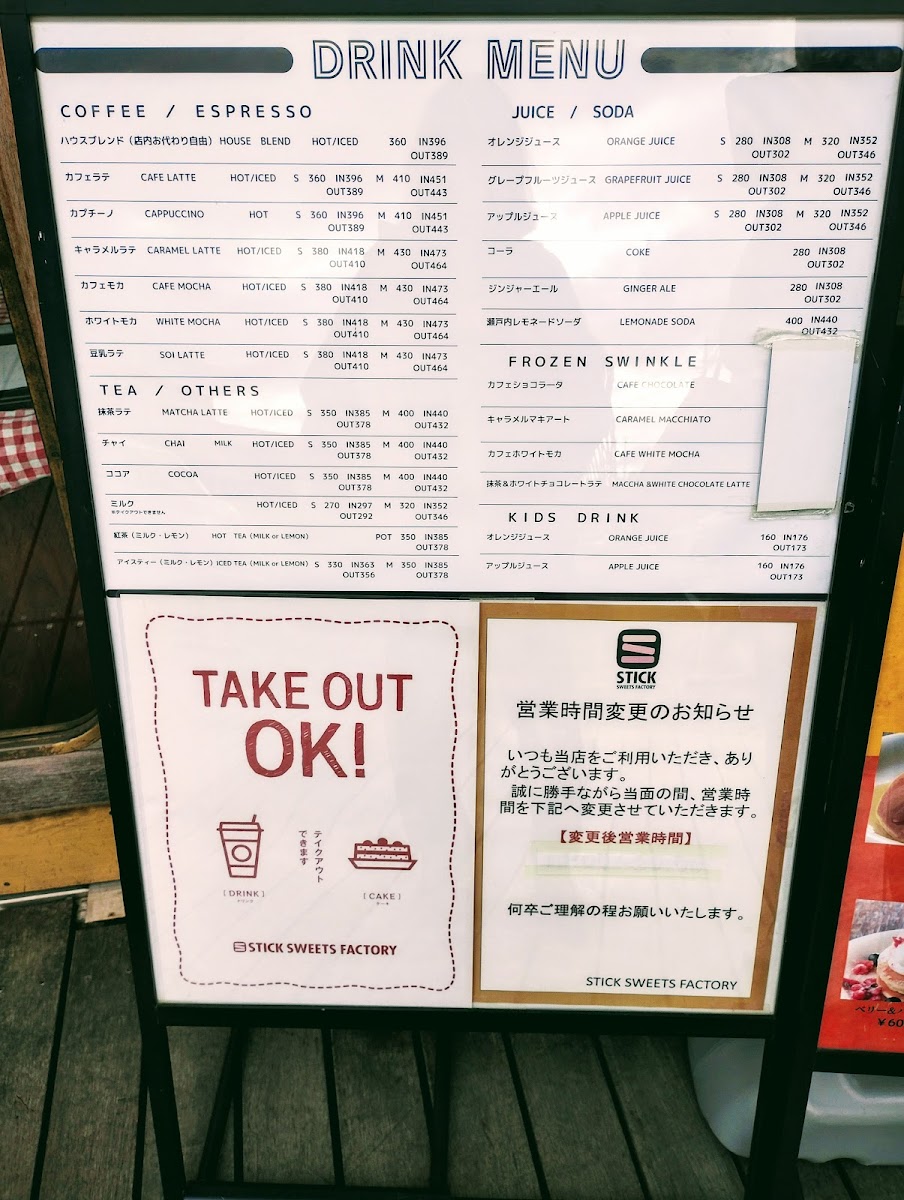 DRINK MENU
COFFEE / ESPRESSO
ハウスブレンド（店内お代わり自由） HOUSE BLEND HOT/ICED 360 IN396
OUT389
カフェラテ CAFE LATTE HOT/ICED S 360 IN396 M 410 IN451
OUT389 OUT443
カプチーノ CAPPUCCINO HOT S 360 IN396 M 410 IN451
OUT389 OUT443
キャラメルラテ CARAMEL LATTE HOT/ICED S 380 IN418 M 430 IN473
OUT410 OUT464
カフェモカ CAFE MOCHA HOT/ICED S 380 IN418 M 430 IN473
OUT410 OUT464
ホワイトモカ WHITE MOCHA HOT/ICED S 380 IN418 M 430 IN473
OUT410 OUT464
豆乳ラテ SOI LATTE HOT/ICED S 380 IN418 M 430 IN473
OUT410 OUT464
TEA / OTHERS
抹茶ラテ MATCHA LATTE HOT/ICED S 350 IN385 M 400 IN440
OUT378 OUT432
チャイ CHAI MILK HOT/ICED S 350 IN385 M 400 IN440
OUT378 OUT432
ココア COCOA HOT/ICED S 350 IN385 M 400 IN440
OUT378 OUT432
ミルク HOT/ICED S 270 IN297 M 320 IN352
OUT292 OUT346
紅茶（ミルク・レモン） HOT TEA (MILK or LEMON) POT 350 IN385
OUT378
アイスティー（ミルク・レモン） ICED TEA (MILK or LEMON) S 330 IN363 M 350 IN385
OUT356 OUT378
JUICE / SODA
オレンジジュース ORANGE JUICE S 280 IN308 M 320 IN352
OUT302 OUT346
グレープフルーツジュース GRAPEFRUIT JUICE S 280 IN308 M 320 IN352
OUT302 OUT346
アップルジュース APPLE JUICE S 280 IN308 M 320 IN352
OUT302 OUT346
コーラ COKE 280 IN308
OUT302
ジンジャーエール GINGER ALE 280 IN308
OUT302
瀬戸内レモネードソーダ LEMONADE SODA 400 IN440
OUT432
FROZEN SWINKLE
カフェショコラータ CAFE CHOCOLATE
キャラメルマキアート CARAMEL MACCHIATO
カフェホワイトモカ CAFE WHITE MOCHA
抹茶＆ホワイトチョコレートラテ MACCHA &WHITE CHOCOLATE LATTE
KIDS DRINK
オレンジジュース ORANGE JUICE 160 IN176
OUT173
アップルジュース APPLE JUICE 160 IN176
OUT173
TAKE OUT
OK!
テイクアウト
できます
[DRINK]
ドリンク
[CAKE]
ケーキ
STICK SWEETS FACTORY
STICK
SWEETS FACTORY
営業時間変更のお知らせ
いつも当店をご利用いただき、あり
がとうございます。
誠に勝手ながら当面の間、営業時
間を下記へ変更させていただきます。
【変更後営業時間】
何卒ご理解の程お願いいたします。
STICK SWEETS FACTORY
ベリー&
￥60